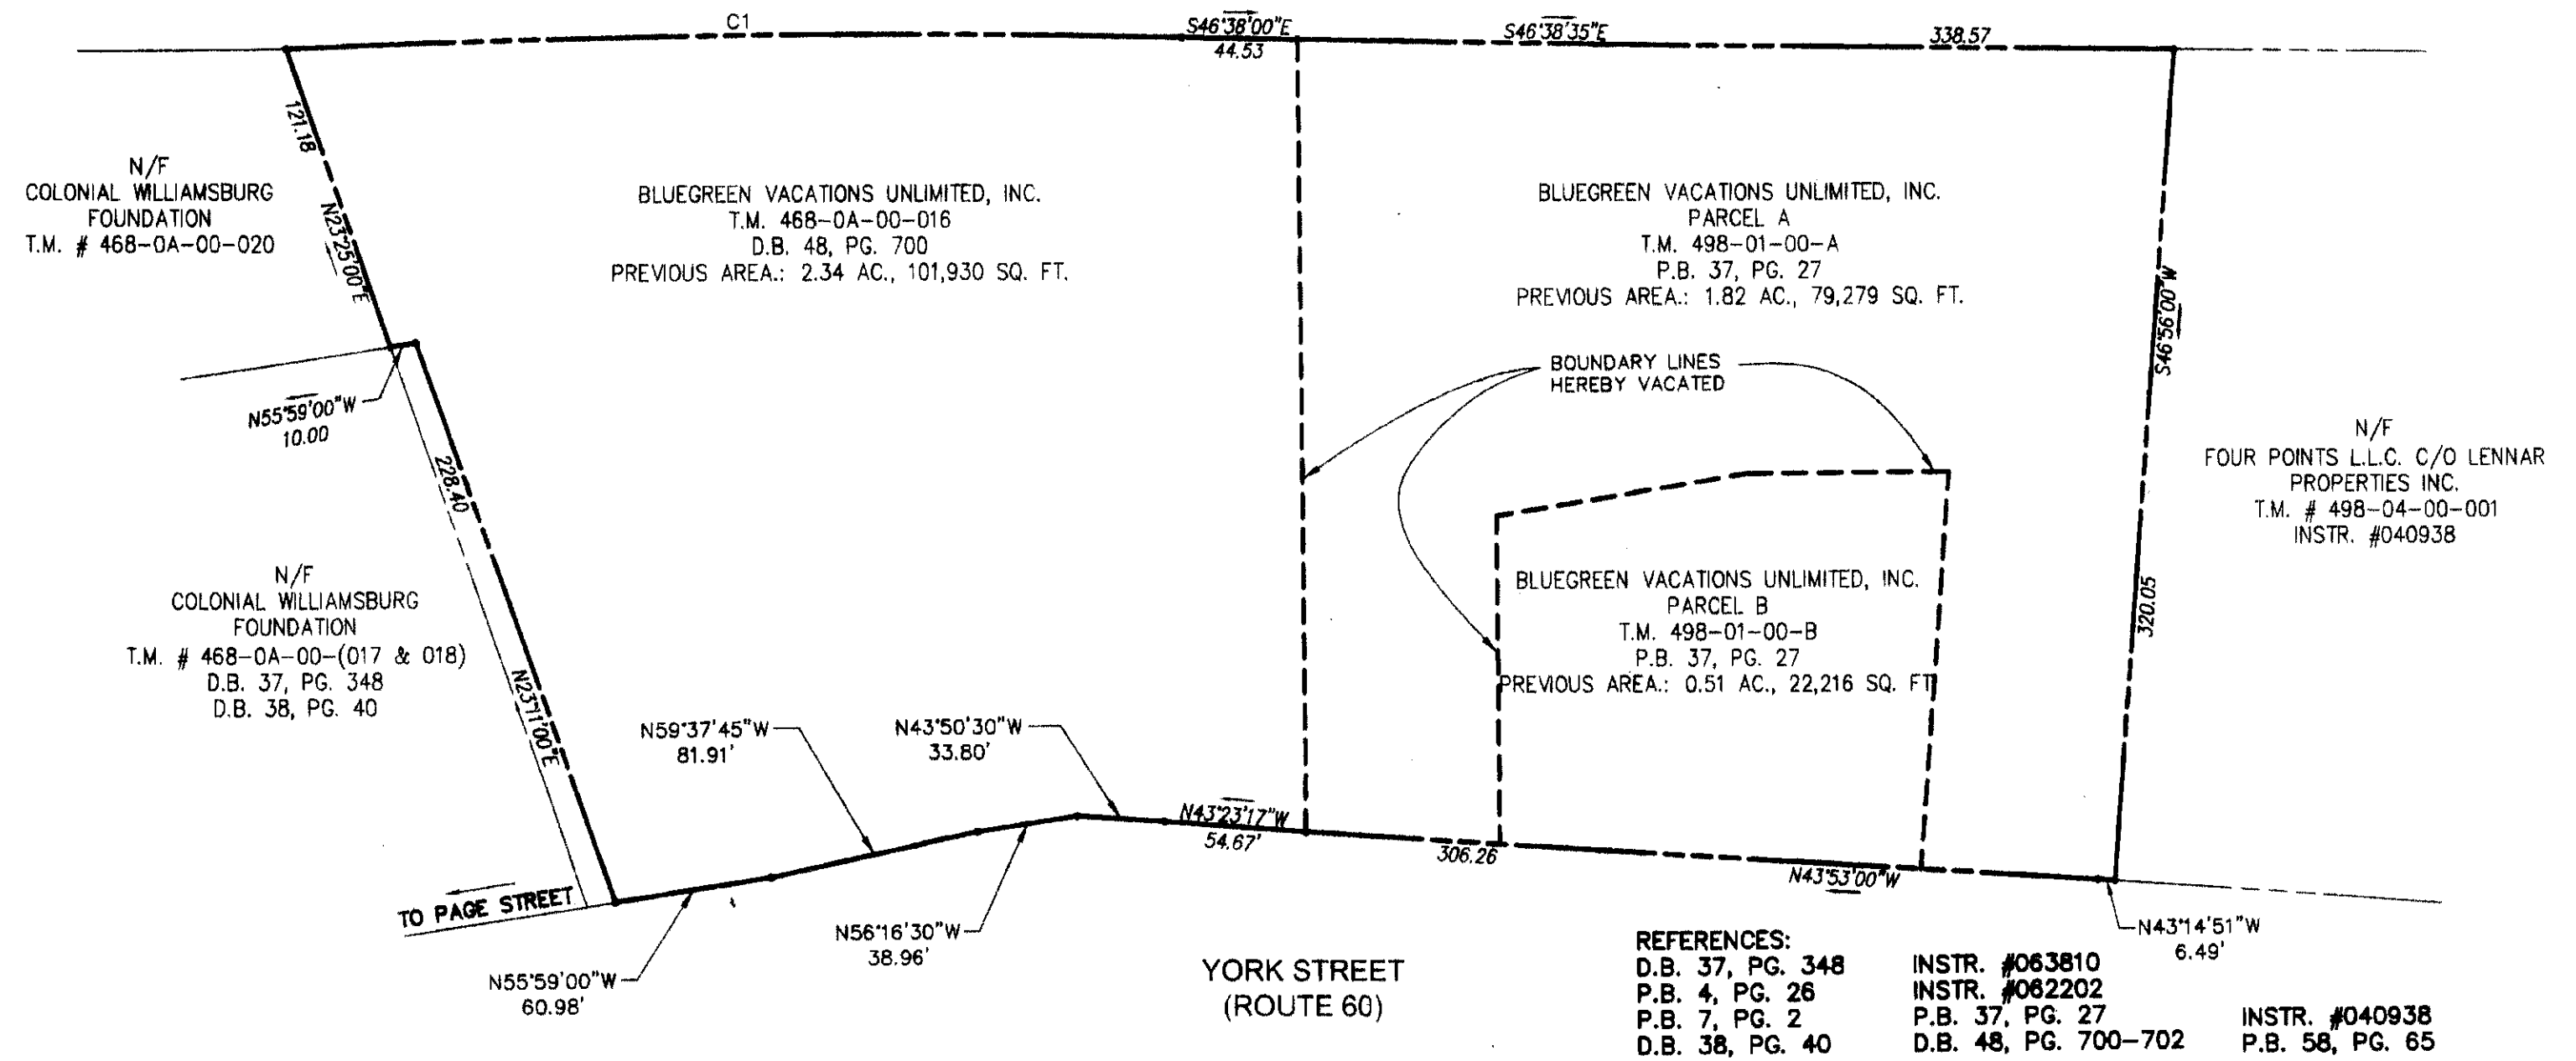 C1
S46°38'00"E
44.53
S46°38'35"E
338.57
121.18
N23°25'00"E
N/F
COLONIAL WILLIAMSBURG
FOUNDATION
T.M. # 468-0A-00-020
BLUEGREEN VACATIONS UNLIMITED, INC.
T.M. 468-0A-00-016
D.B. 48, PG. 700
PREVIOUS AREA.: 2.34 AC., 101,930 SQ. FT.
BLUEGREEN VACATIONS UNLIMITED, INC.
PARCEL A
T.M. 498-01-00-A
P.B. 37, PG. 27
PREVIOUS AREA.: 1.82 AC., 79,279 SQ. FT.
S46°56'00"W
320.05
BOUNDARY LINES
HEREBY VACATED
N55°59'00"W
10.00
228.40
N23°11'00"E
N/F
FOUR POINTS L.L.C. C/O LENNAR
PROPERTIES INC.
T.M. # 498-04-00-001
INSTR. #040938
N/F
COLONIAL WILLIAMSBURG
FOUNDATION
T.M. # 468-0A-00-(017 & 018)
D.B. 37, PG. 348
D.B. 38, PG. 40
BLUEGREEN VACATIONS UNLIMITED, INC.
PARCEL B
T.M. 498-01-00-B
P.B. 37, PG. 27
PREVIOUS AREA.: 0.51 AC., 22,216 SQ. FT
N59°37'45"W
81.91'
N43°50'30"W
33.80'
N43°23'17"W
54.67'
306.26
N43°53'00"W
TO PAGE STREET
N55°59'00"W
60.98'
N56°16'30"W
38.96'
N43°14'51"W
6.49'
YORK STREET
(ROUTE 60)
REFERENCES:
D.B. 37, PG. 348
P.B. 4, PG. 26
P.B. 7, PG. 2
D.B. 38, PG. 40
INSTR. #063810
INSTR. #062202
P.B. 37, PG. 27
D.B. 48, PG. 700-702
INSTR. #040938
P.B. 58, PG. 65